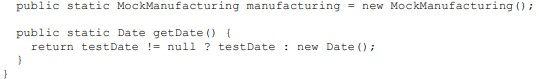 public static MockManufacturing manufacturing = new MockManufacturing();
public static Date getDate() {
return testDate != null ? testDate : new Date();
}
}